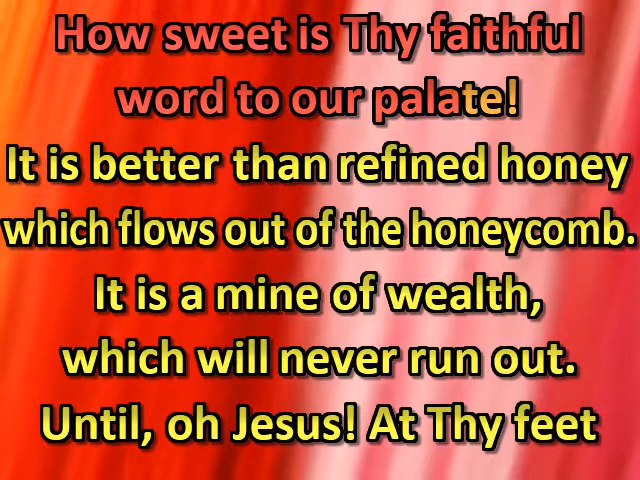 How sweet is Thy faithful
word to our palate!
It is better than refined honey
which flows out of the honeycomb.
It is a mine of wealth,
which will never run out.
Until, oh Jesus! At Thy feet